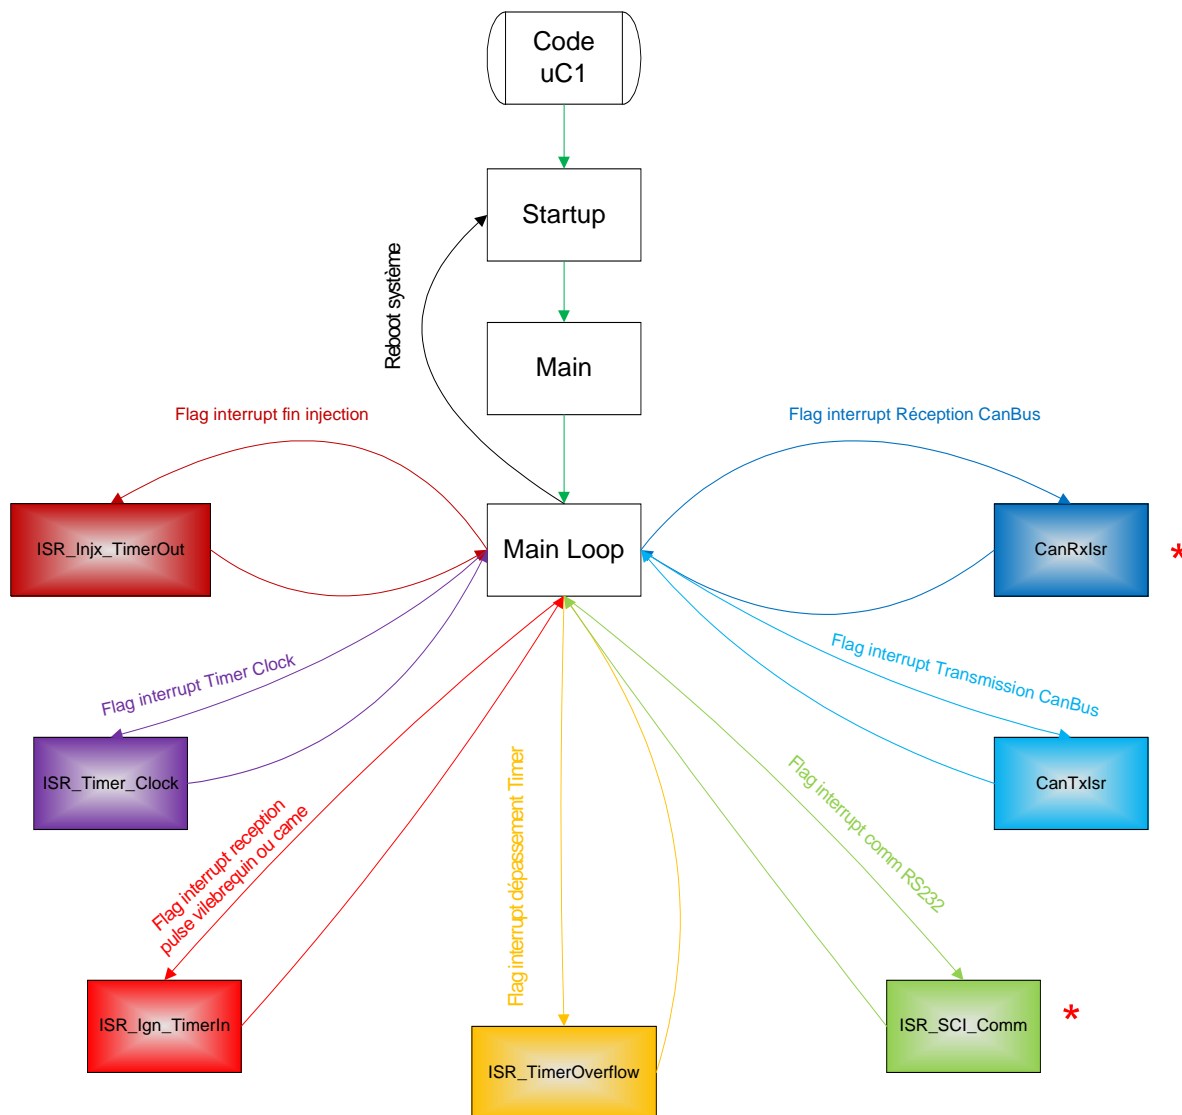 Code
uC1
Startup
Reboot système
Main
Flag interrupt fin injection
Flag interrupt Réception CanBus
ISR_Injx_TimerOut
Main Loop
CanRxIsr
*
Flag interrupt Timer Clock
Flag interrupt Transmission CanBus
ISR_Timer_Clock
CanTxIsr
Flag interrupt reception
pulse vilebrequin ou came
Flag interrupt dépassement Timer
Flag interrupt comm RS232
ISR_Ign_TimerIn
ISR_TimerOverflow
ISR_SCI_Comm
*